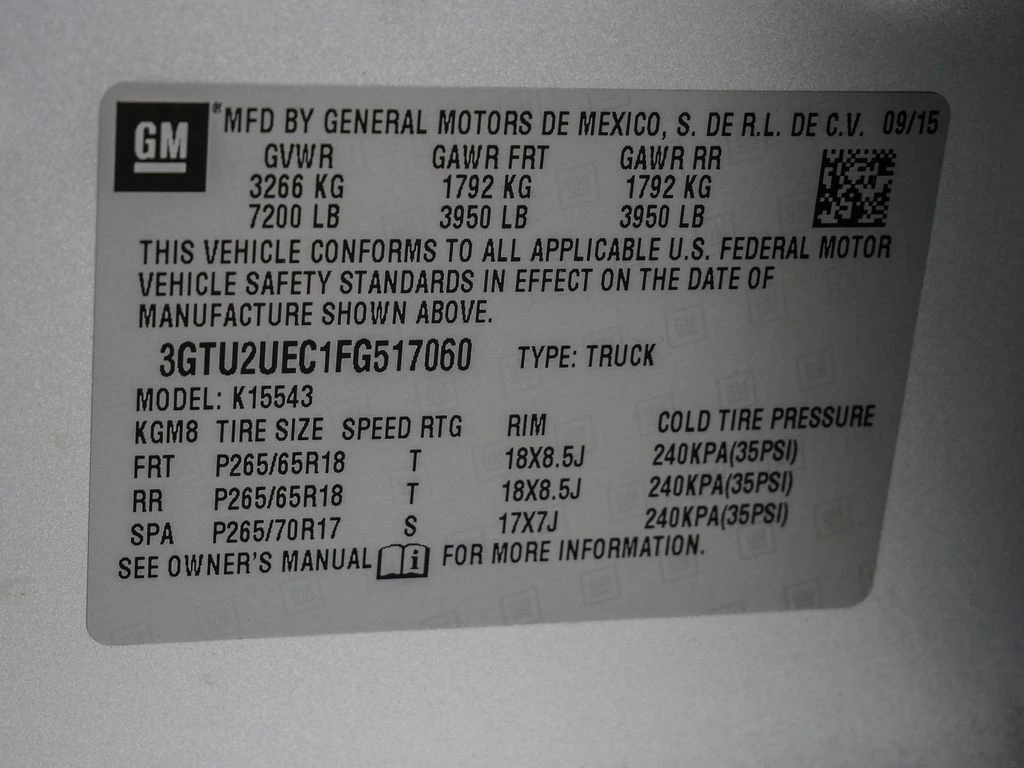 GM ® MFD BY GENERAL MOTORS DE MEXICO, S. DE R.L. DE C.V. 09/15
GVWR GAWR FRT GAWR RR
3266 KG 1792 KG 1792 KG
7200 LB 3950 LB 3950 LB
THIS VEHICLE CONFORMS TO ALL APPLICABLE U.S. FEDERAL MOTOR
VEHICLE SAFETY STANDARDS IN EFFECT ON THE DATE OF
MANUFACTURE SHOWN ABOVE.
3GTU2UEC1FG517060 TYPE: TRUCK
MODEL: K15543
KGM8 TIRE SIZE SPEED RTG RIM COLD TIRE PRESSURE
FRT P265/65R18 T 18X8.5J 240KPA(35PSI)
RR P265/65R18 T 18X8.5J 240KPA(35PSI)
SPA P265/70R17 S 17X7J 240KPA(35PSI)
SEE OWNER'S MANUAL i FOR MORE INFORMATION.